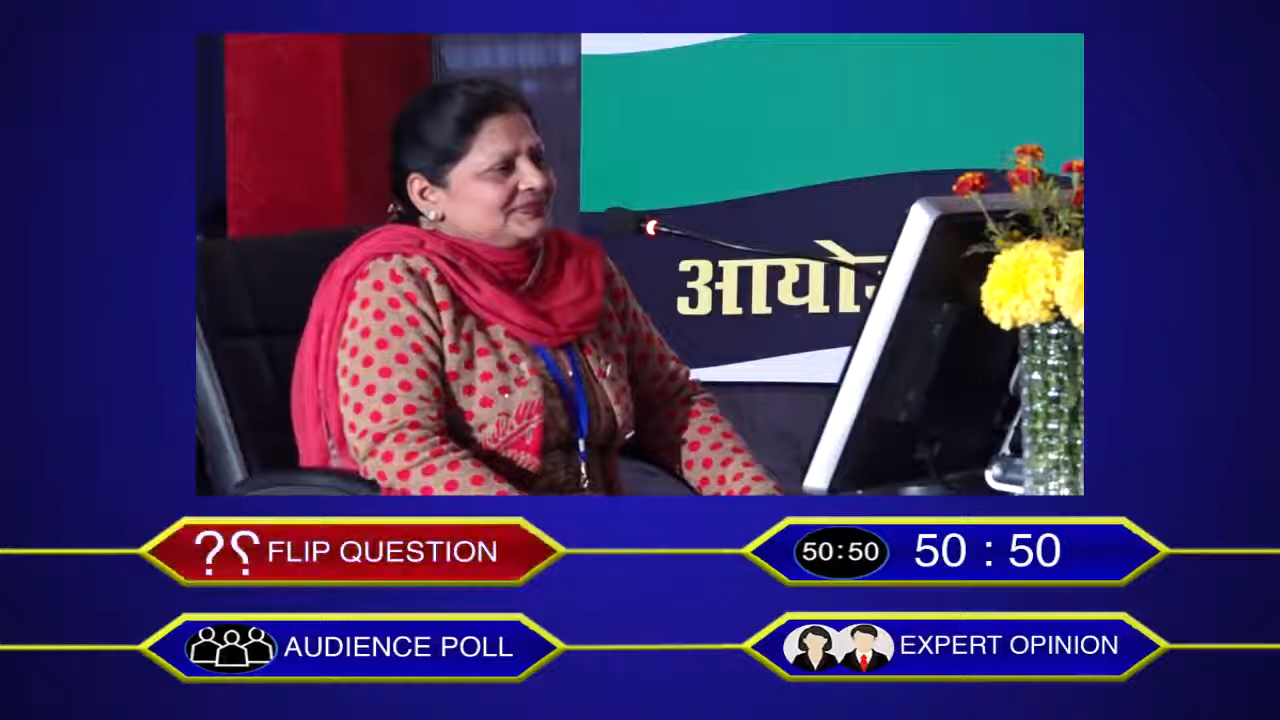 आयो
?? FLIP QUESTION
50:50 50 : 50
AUDIENCE POLL
EXPERT OPINION